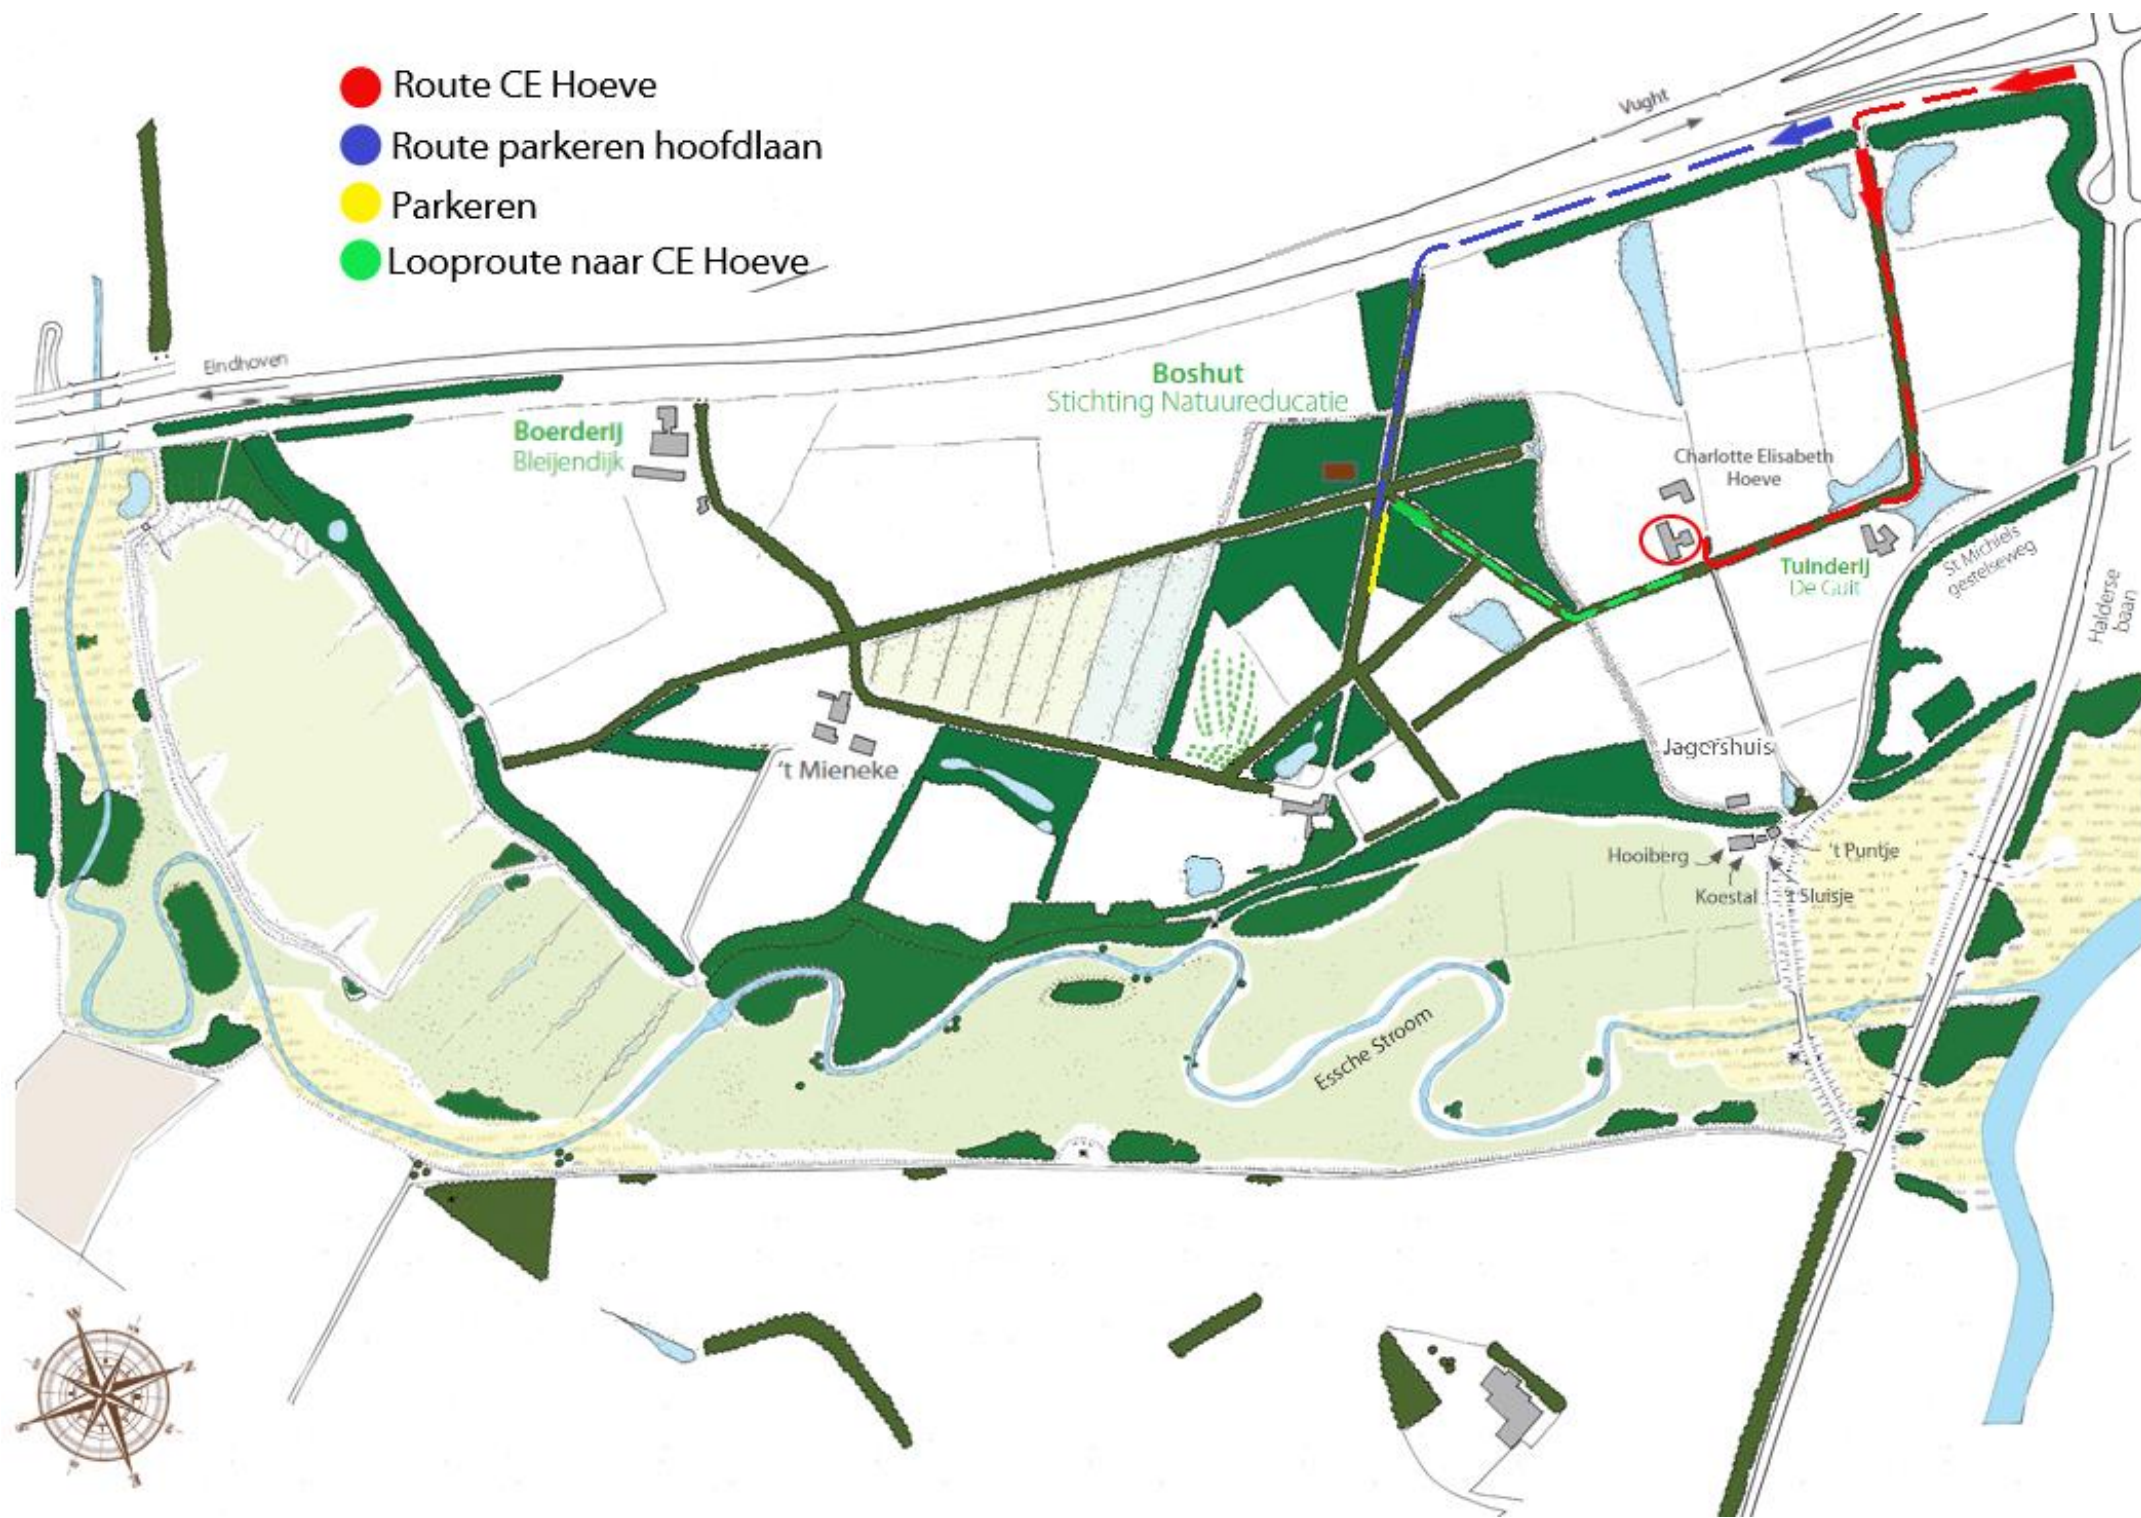 Route CE Hoeve
Route parkeren hoofdlaan
Parkeren
Looproute naar CE Hoeve
Vught
Eindhoven
Boshut
Stichting Natuureducatie
Boerderij
Bleijendijk
Charlotte Elisabeth
Hoeve
Tuinderij
De Guit
St Michiels
gestelseweg
Halderse
baan
't Mieneke
Jagershuis
Hooiberg
't Puntje
Koestal
't Sluisje
Essche Stroom